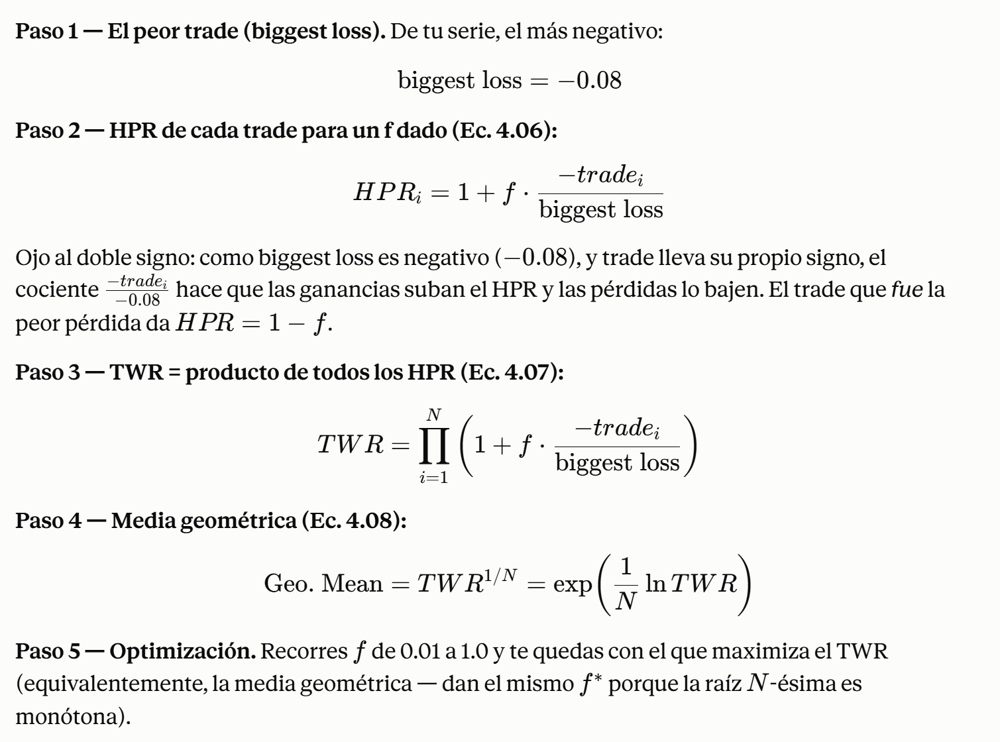 Paso 1 — El peor trade (biggest loss). De tu serie, el más negativo:
biggest loss = −0.08
Paso 2 — HPR de cada trade para un f dado (Ec. 4.06):
HPR_i = 1 + f · \frac{−trade_i}{biggest loss}
Ojo al doble signo: como biggest loss es negativo (−0.08), y trade lleva su propio signo, el
cociente \frac{−trade_i}{−0.08} hace que las ganancias suban el HPR y las pérdidas lo bajen. El trade que fue la
peor pérdida da HPR = 1 − f.
Paso 3 — TWR = producto de todos los HPR (Ec. 4.07):
TWR = \prod_{i=1}^{N} \left(1 + f · \frac{−trade_i}{biggest loss}\right)
Paso 4 — Media geométrica (Ec. 4.08):
Geo. Mean = TWR^{1/N} = exp\left(\frac{1}{N} ln TWR\right)
Paso 5 — Optimización. Recorres f de 0.01 a 1.0 y te quedas con el que maximiza el TWR
(equivalentemente, la media geométrica — dan el mismo f* porque la raíz N-ésima es
monótona).